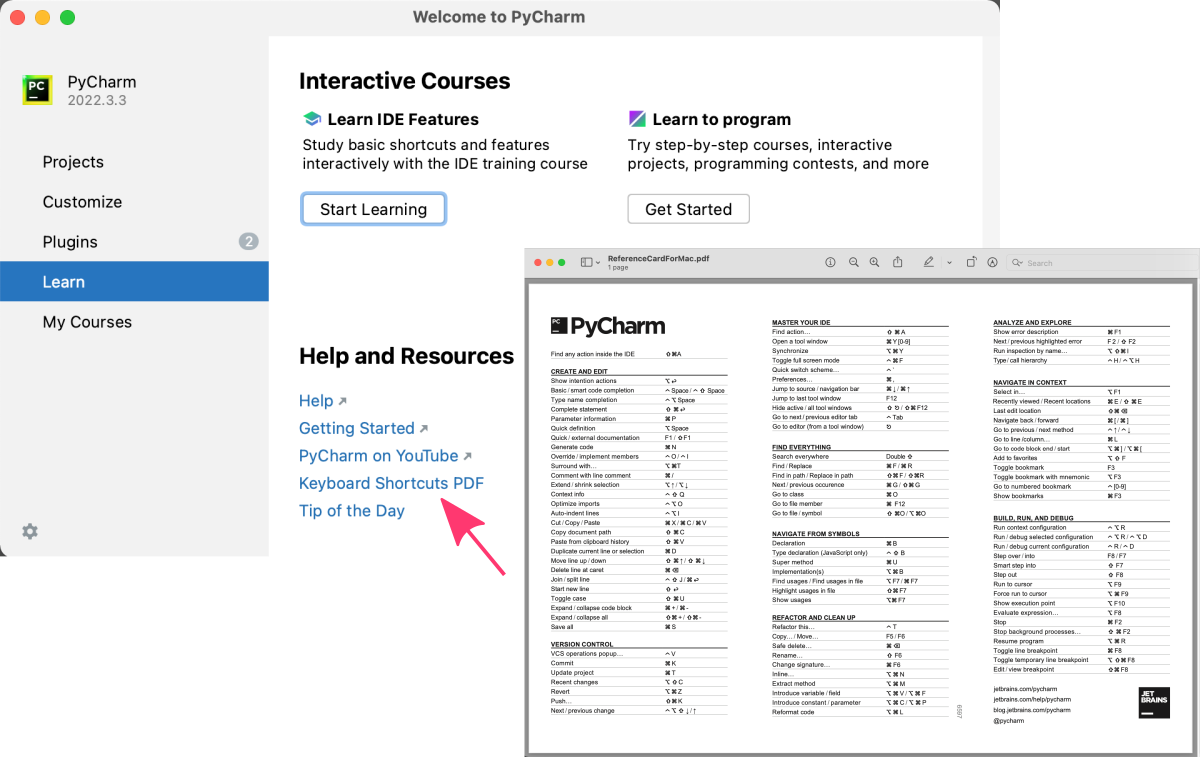 Welcome to PyCharm
PC
PyCharm
2022.3.3
Projects
Customize
Plugins
2
Learn
My Courses
Interactive Courses
Learn IDE Features
Study basic shortcuts and features
interactively with the IDE training course
Start Learning
Learn to program
Try step-by-step courses, interactive
projects, programming contests, and more
Get Started
Help and Resources
Help ↗
Getting Started ↗
PyCharm on YouTube ↗
Keyboard Shortcuts PDF
Tip of the Day
ReferenceCardForMac.pdf
1 page
Search
PC
PyCharm
Find any action inside the IDE ⇧⌘A
CREATE AND EDIT
Show intention actions ⌥⏎
Basic / smart code completion ^ Space / ^ ⇧ Space
Type name completion ^⌥ Space
Complete statement ⇧⌘⏎
Parameter information ⌘P
Quick definition ⌥ Space
Quick / external documentation F1 / ⇧F1
Generate code ⌘N
Override / implement members ^O / ^I
Surround with… ⌥⌘T
Comment with line comment ⌘/
Extend / shrink selection ⌥↑ / ⌥↓
Context info ^⇧Q
Optimize imports ^⌥O
Auto-indent lines ^⌥I
Cut / Copy / Paste ⌘X / ⌘C / ⌘V
Copy document path ⇧⌘C
Paste from clipboard history ⇧⌘V
Duplicate current line or selection ⌘D
Move line up / down ⇧⌘↑ / ⇧⌘↓
Delete line at caret ⌘⌫
Join / split line ^⇧J / ⌘⏎
Start new line ⇧⏎
Toggle case ⇧⌘U
Expand / collapse code block ⌘+ / ⌘-
Expand / collapse all ⇧⌘+ / ⇧⌘-
Save all ⌘S
VERSION CONTROL
VCS operations popup… ^V
Commit ⌘K
Update project ⌘T
Recent changes ⌥⇧C
Revert ⌥⌘Z
Push… ⇧⌘K
Next / previous change ^⌥⇧↓ / ↑
MASTER YOUR IDE
Find action… ⇧⌘A
Open a tool window ⌘Y [0-9]
Synchronize ⌥⌘Y
Toggle full screen mode ^⌘F
Quick switch scheme… ^`
Preferences… ⌘,
Jump to source / navigation bar ⌘↓ / ⌘↑
Jump to last tool window F12
Hide active / all tool windows ⇧⎋ / ⇧⌘F12
Go to next / previous editor tab ^ Tab
Go to editor (from a tool window) ⎋
FIND EVERYTHING
Search everywhere Double ⇧
Find / Replace ⌘F / ⌘R
Find in path / Replace in path ⇧⌘F / ⇧⌘R
Next / previous occurence ⌘G / ⇧⌘G
Go to class ⌘O
Go to file member ⌘ F12
Go to file / symbol ⇧⌘O / ⌥⌘O
NAVIGATE FROM SYMBOLS
Declaration ⌘B
Type declaration (JavaScript only) ^⇧B
Super method ⌘U
Implementation(s) ⌥⌘B
Find usages / Find usages in file ⌥F7 / ⌘F7
Highlight usages in file ⇧⌘F7
Show usages ⌥⌘F7
REFACTOR AND CLEAN UP
Refactor this… ^T
Copy… / Move… F5 / F6
Safe delete… ⌘⌫
Rename… ⇧F6
Change signature… ⌘F6
Inline… ⌥⌘N
Extract method ⌥⌘M
Introduce variable / field ⌥⌘V / ⌥⌘F
Introduce constant / parameter ⌥⌘C / ⌥⌘P
Reformat code ⌥⌘L
ANALYZE AND EXPLORE
Show error description ⌘F1
Next / previous highlighted error F2 / ⇧F2
Run inspection by name… ⌥⇧⌘I
Type / call hierarchy ^H / ^⌥H
NAVIGATE IN CONTEXT
Select in… ⌥F1
Recently viewed / Recent locations ⌘E / ⇧⌘E
Last edit location ⇧⌘⌫
Navigate back / forward ⌘[ / ⌘]
Go to previous / next method ^↑ / ^↓
Go to line /column… ⌘L
Go to code block end / start ⌥⌘] / ⌥⌘[
Add to favorites ⌥⇧F
Toggle bookmark F3
Toggle bookmark with mnemonic ⌥F3
Go to numbered bookmark ^[0-9]
Show bookmarks ⌘F3
BUILD, RUN, AND DEBUG
Run context configuration ^⌥R
Run / debug selected configuration ^⌥R / ^⌥D
Run / debug current configuration ^R / ^D
Step over / into F8 / F7
Smart step into ⇧F7
Step out ⇧F8
Run to cursor ⌥F9
Force run to cursor ⌥⌘F9
Show execution point ⌥F10
Evaluate expression… ⌥F8
Stop ⌘F2
Stop background processes… ⇧⌘F2
Resume program ⌥⌘R
Toggle line breakpoint ⌘F8
Toggle temporary line breakpoint ⌥⇧⌘F8
Edit / view breakpoint ⇧⌘F8
jetbrains.com/pycharm
jetbrains.com/help/pycharm
blog.jetbrains.com/pycharm
@pycharm
JET
BRAINS